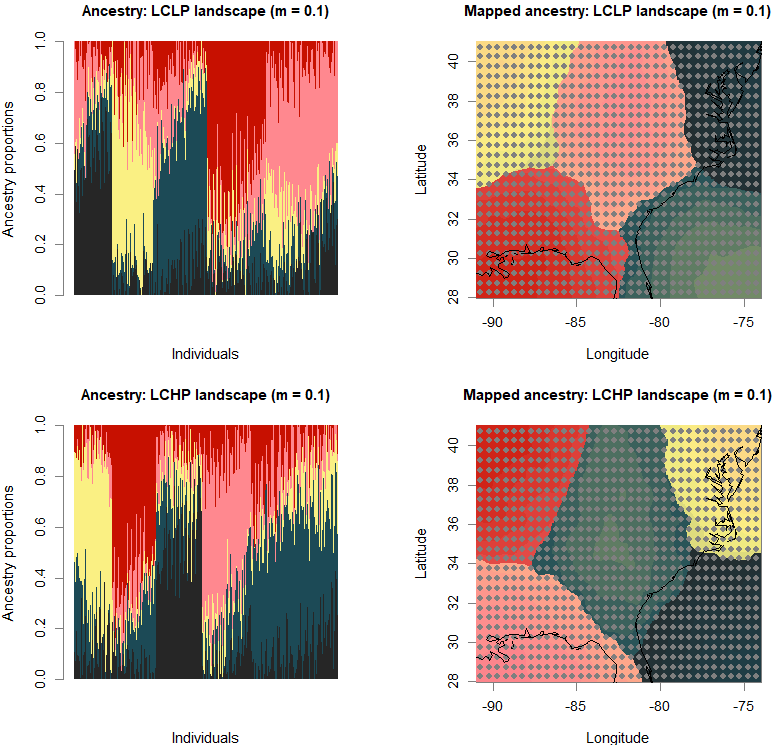 Ancestry: LCLP landscape (m = 0.1)
Ancestry proportions
0.0 0.2 0.4 0.6 0.8 1.0
Individuals
Mapped ancestry: LCLP landscape (m = 0.1)
Latitude
28 30 32 34 36 38 40
-90 -85 -80 -75
Longitude
Ancestry: LCHP landscape (m = 0.1)
Ancestry proportions
0.0 0.2 0.4 0.6 0.8 1.0
Individuals
Mapped ancestry: LCHP landscape (m = 0.1)
Latitude
28 30 32 34 36 38 40
-90 -85 -80 -75
Longitude